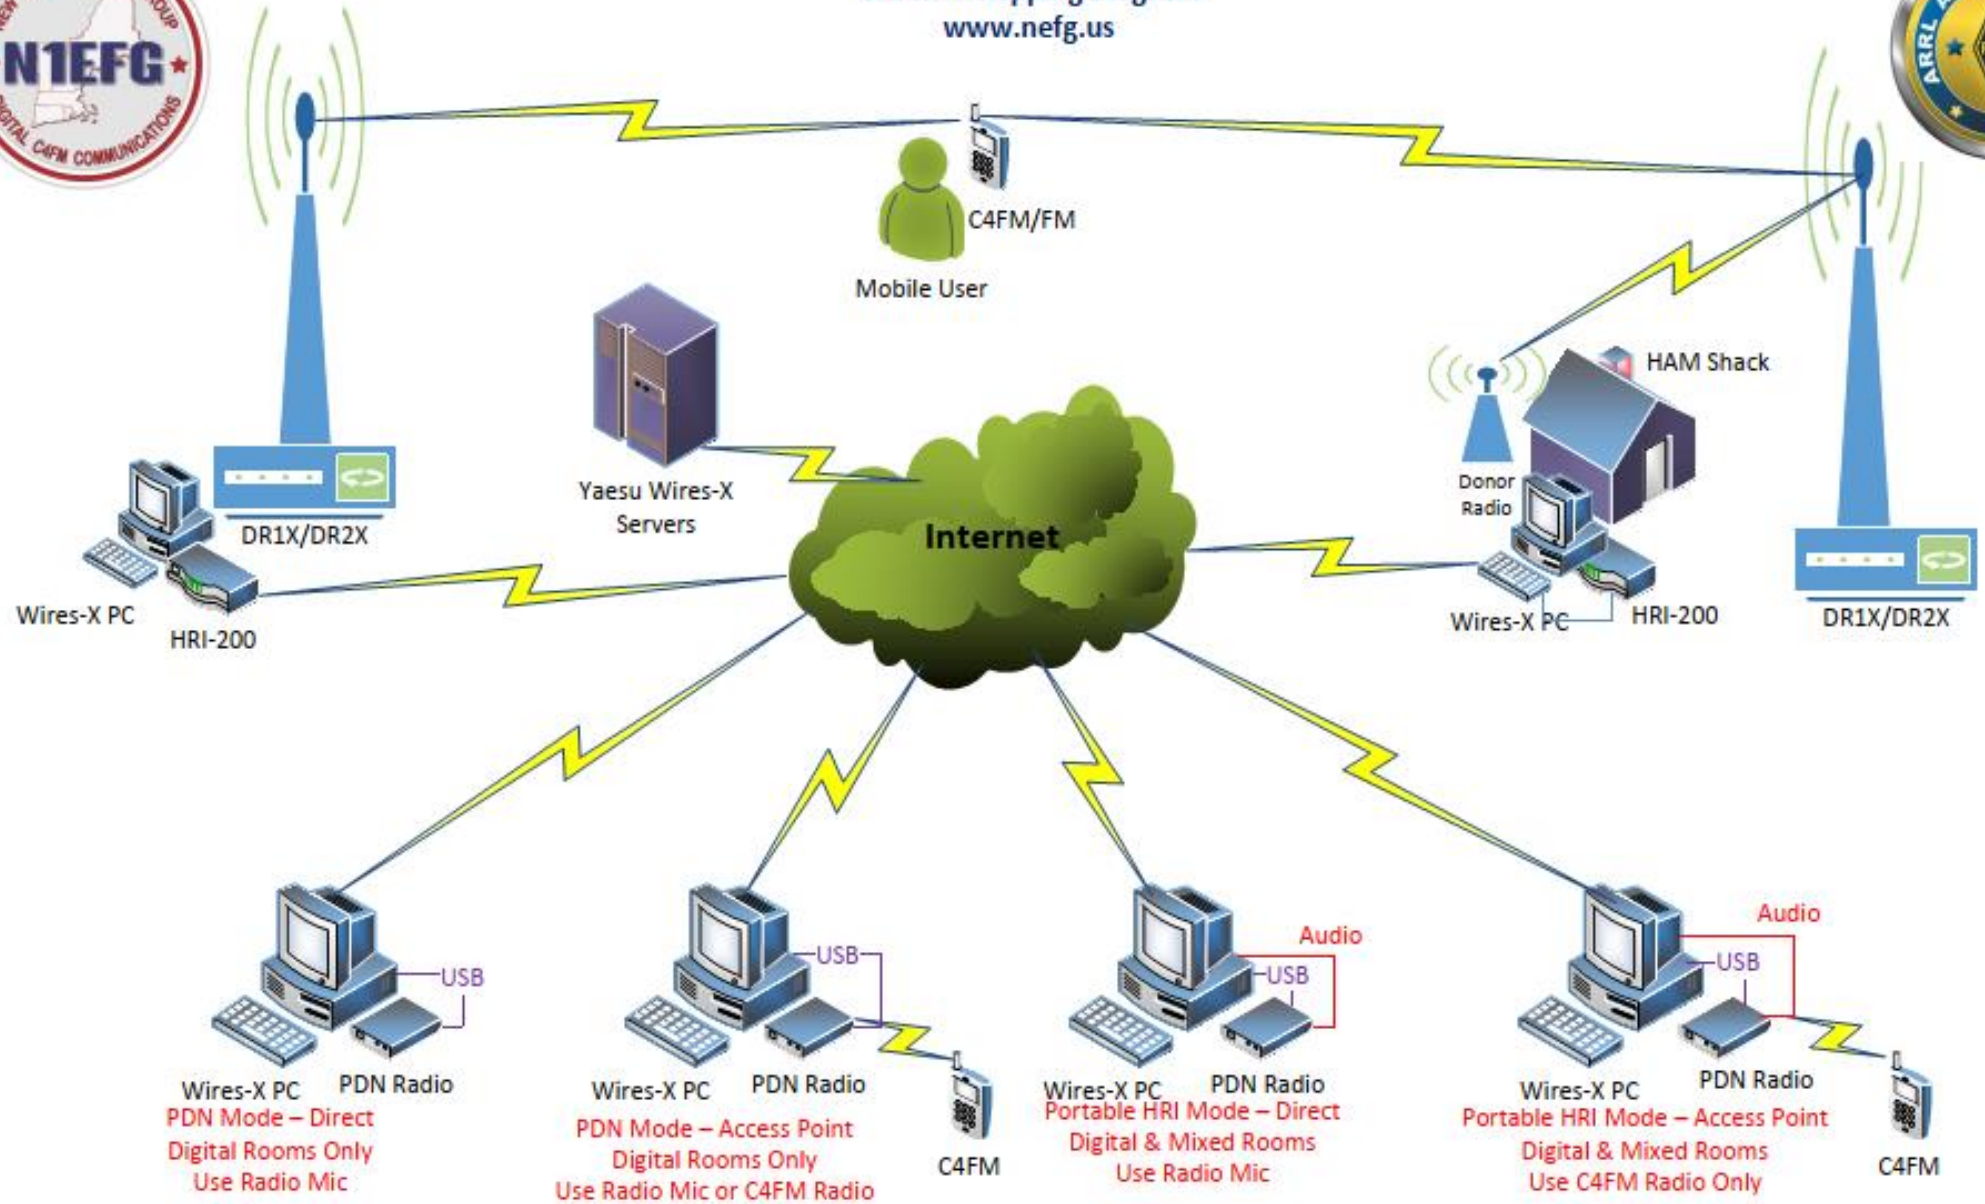 www.nefg.us
N1EFG
DIGITAL C4FM COMMUNICATIONS
ARRL
C4FM/FM
Mobile User
HAM Shack
Yaesu Wires-X
Servers
Donor
Radio
Internet
DR1X/DR2X
Wires-X PC
HRI-200
Wires-X PC
HRI-200
DR1X/DR2X
USB
Wires-X PC
PDN Radio
PDN Mode – Direct
Digital Rooms Only
Use Radio Mic
USB
Wires-X PC
PDN Radio
PDN Mode – Access Point
Digital Rooms Only
Use Radio Mic or C4FM Radio
C4FM
Audio
USB
Wires-X PC
PDN Radio
Portable HRI Mode – Direct
Digital & Mixed Rooms
Use Radio Mic
Audio
USB
Wires-X PC
PDN Radio
Portable HRI Mode – Access Point
Digital & Mixed Rooms
Use C4FM Radio Only
C4FM